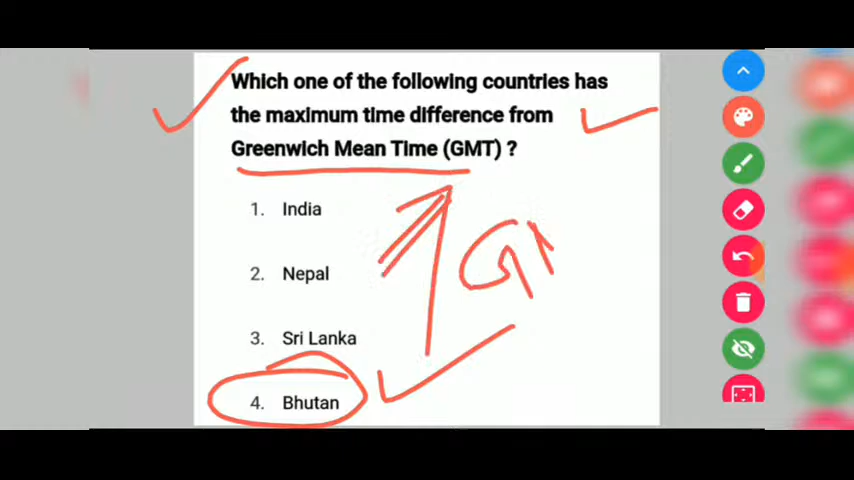 Which one of the following countries has
the maximum time difference from
Greenwich Mean Time (GMT) ?
1. India
2. Nepal
3. Sri Lanka
4. Bhutan